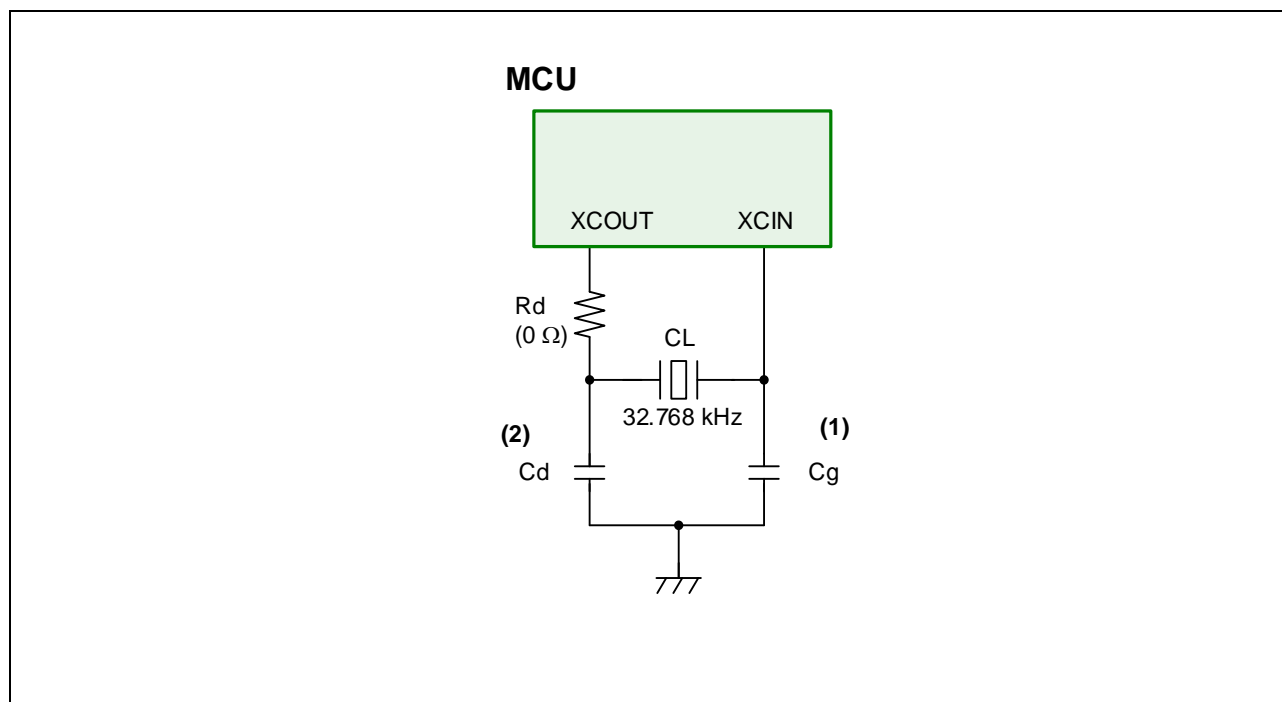 MCU
XCOUT
XCIN
Rd
(0 Ω)
CL
32.768 kHz
(2)
(1)
Cd
Cg